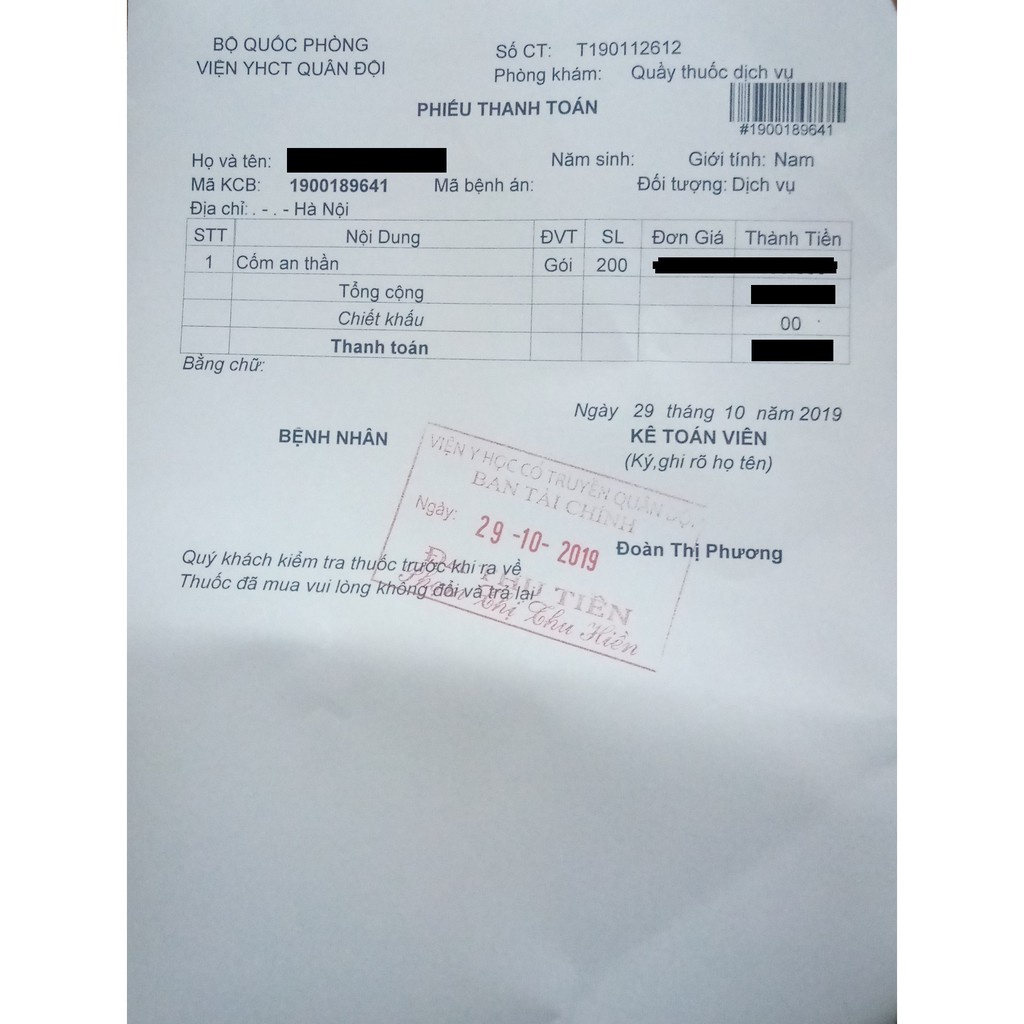 BỘ QUỐC PHÒNG
VIỆN YHCT QUÂN ĐỘI
Số CT: T190112612
Phòng khám: Quầy thuốc dịch vụ
PHIẾU THANH TOÁN
#1900189641
Họ và tên: Năm sinh: Giới tính: Nam
Mã KCB: 1900189641 Mã bệnh án: Đối tượng: Dịch vụ
Địa chỉ: . - . - Hà Nội
STT Nội Dung ĐVT SL Đơn Giá Thành Tiền
1 Cốm an thần Gói 200
Tổng cộng
Chiết khấu 00
Thanh toán
Bằng chữ:
Ngày 29 tháng 10 năm 2019
BỆNH NHÂN KẾ TOÁN VIÊN
(Ký,ghi rõ họ tên)
VIỆN Y HỌC CỔ TRUYỀN QUÂN ĐỘI
BAN TÀI CHÍNH
Ngày: 29-10-2019
Đoàn Thị Phương
ĐÃ THU TIỀN
Thị Thu Hiền
Quý khách kiểm tra thuốc trước khi ra về
Thuốc đã mua vui lòng không đổi và trả lại